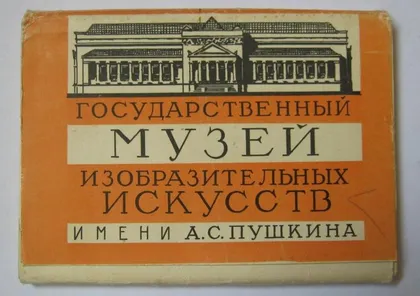 ГОСУДАРСТВЕННЫЙ
МУЗЕЙ
ИЗОБРАЗИТЕЛЬНЫХ
ИСКУССТВ
ИМЕНИ А.С.ПУШКИНА